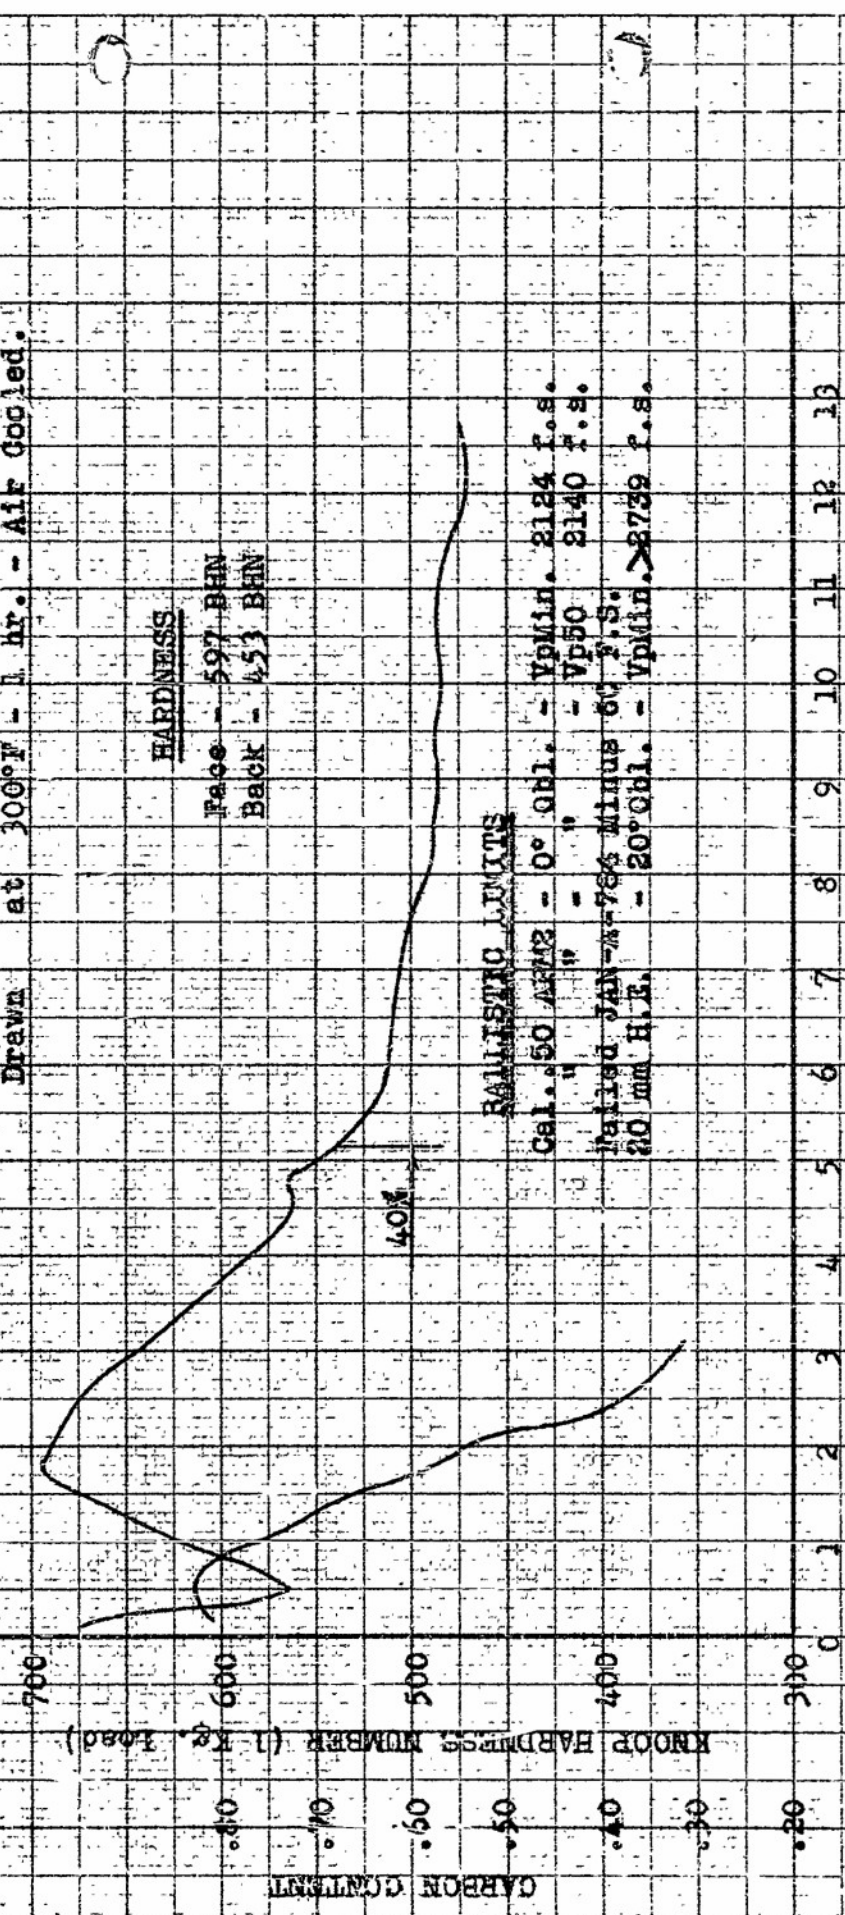 Drawn at 300°F - 1 hr. - Air Cooled.
HARDNESS
Face - 597 BHN
Back - 453 BHN
BALLISTIC LIMITS
Cal. .50 APM2 - 0° Obl. - VpMin. 2124 f.s.
" " - " - Vp50 2140 f.s.
Failed JAN-A-784 Minus 60 F.S.
20 mm H.E. - 20° Obl. - VpMin.>2739 f.s.
40%
KNOOP HARDNESS NUMBER (1 Kg. Load)
700
600
500
400
300
CARBON CONTENT
.80
.70
.60
.50
.40
.30
.20
0 1 2 3 4 5 6 7 8 9 10 11 12 13